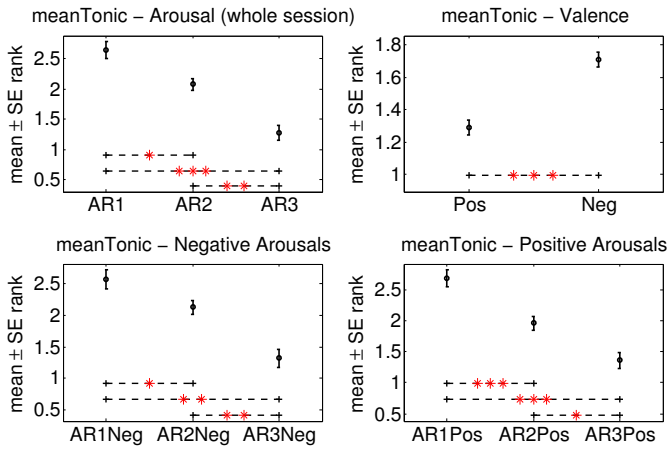 meanTonic − Arousal (whole session)
mean ± SE rank
2.5
2
1.5
1
0.5
AR1 AR2 AR3
meanTonic − Valence
mean ± SE rank
1.8
1.6
1.4
1.2
1
Pos Neg
meanTonic − Negative Arousals
mean ± SE rank
2.5
2
1.5
1
0.5
AR1Neg AR2Neg AR3Neg
meanTonic − Positive Arousals
mean ± SE rank
2.5
2
1.5
1
0.5
AR1Pos AR2Pos AR3Pos